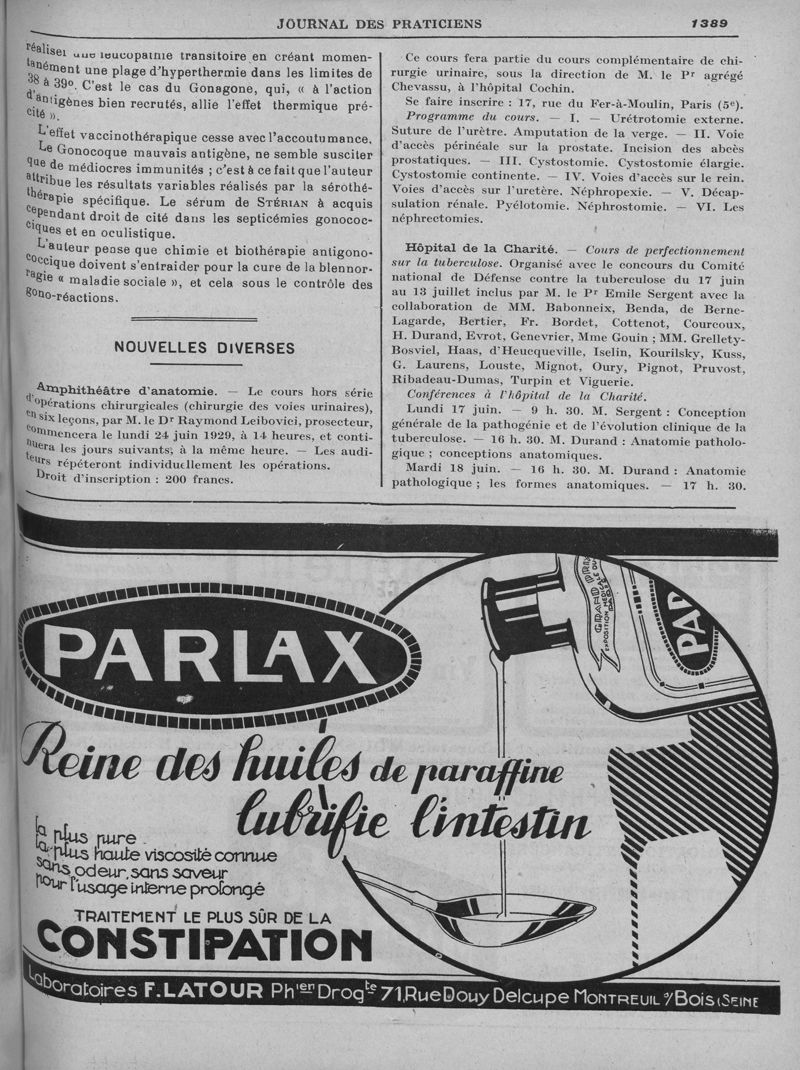 JOURNAL DES PRATICIENS
1389
réaliser une leucopathie transitoire en créant momen-
tanément une plage d'hyperthermie dans les limites de
38 à 39º. C'est le cas du Gonagone, qui, « à l'action
d'antigènes bien recrutés, allie l'effet thermique pré-
cité ».
L'effet vaccinothérapique cesse avec l'accoutumance.
Le Gonocoque mauvais antigène, ne semble susciter
que de médiocres immunités ; c'est à ce fait que l'auteur
attribue les résultats variables réalisés par la sérothé-
thérapie spécifique. Le sérum de STÉRIAN à acquis
cependant droit de cité dans les septicémies gonococ-
ciques et en oculistique.
L'auteur pense que chimie et biothérapie antigono-
coccique doivent s'entraider pour la cure de la blennor-
ragie « maladie sociale », et cela sous le contrôle des
gono-réactions.
NOUVELLES DIVERSES
Amphithéâtre d'anatomie. — Le cours hors série
d'opérations chirurgicales (chirurgie des voies urinaires),
en six leçons, par M. le Dr Raymond Leibovici, prosecteur,
commencera le lundi 24 juin 1929, à 14 heures, et conti-
nuera les jours suivants, à la même heure. — Les audi-
teurs répéteront individuellement les opérations.
Droit d'inscription : 200 francs.
Ce cours fera partie du cours complémentaire de chi-
rurgie urinaire, sous la direction de M. le Pr agrégé
Chevassu, à l'hôpital Cochin.
Se faire inscrire : 17, rue du Fer-à-Moulin, Paris (5e).
Programme du cours. — I. — Urétrotomie externe.
Suture de l'urètre. Amputation de la verge. — II. Voie
d'accès périnéale sur la prostate. Incision des abcès
prostatiques. — III. Cystostomie. Cystostomie élargie.
Cystostomie continente. — IV. Voies d'accès sur le rein.
Voies d'accès sur l'uretère. Néphropexie. — V. Décap-
sulation rénale. Pyélotomie. Néphrostomie. — VI. Les
néphrectomies.
Hôpital de la Charité. — Cours de perfectionnement
sur la tuberculose. Organisé avec le concours du Comité
national de Défense contre la tuberculose du 17 juin
au 13 juillet inclus par M. le Pr Emile Sergent avec la
collaboration de MM. Babonneix, Benda, de Berne-
Lagarde, Bertier, Fr. Bordet, Cottenot, Courcoux,
H. Durand, Evrot, Genevrier, Mme Gouin ; MM. Grellety-
Bosviel, Haas, d'Heucqueville, Iselin, Kourilsky, Kuss,
G. Laurens, Louste, Mignot, Oury, Pignot, Pruvost,
Ribadeau-Dumas, Turpin et Viguerie.
Conférences à l'hôpital de la Charité.
Lundi 17 juin. — 9 h. 30. M. Sergent : Conception
générale de la pathogénie et de l'évolution clinique de la
tuberculose. — 16 h. 30. M. Durand : Anatomie patholo-
gique ; conceptions anatomiques.
Mardi 18 juin. — 16 h. 30. M. Durand : Anatomie
pathologique ; les formes anatomiques. — 17 h. 30.
PARLAX
GRAND PRIX
EXPOSITION MÉDICALE
PARIS
PAR
Reine des huiles de paraffine
lubrifie l'intestin
la plus pure.
la plus haute viscosité connue
sans odeur, sans saveur
pour l'usage interne prolongé
TRAITEMENT LE PLUS SÛR DE LA
CONSTIPATION
Laboratoires F. LATOUR Phien Drogte 71, Rue Douy Delcupe MONTREUIL s/ BOIS (SEINE